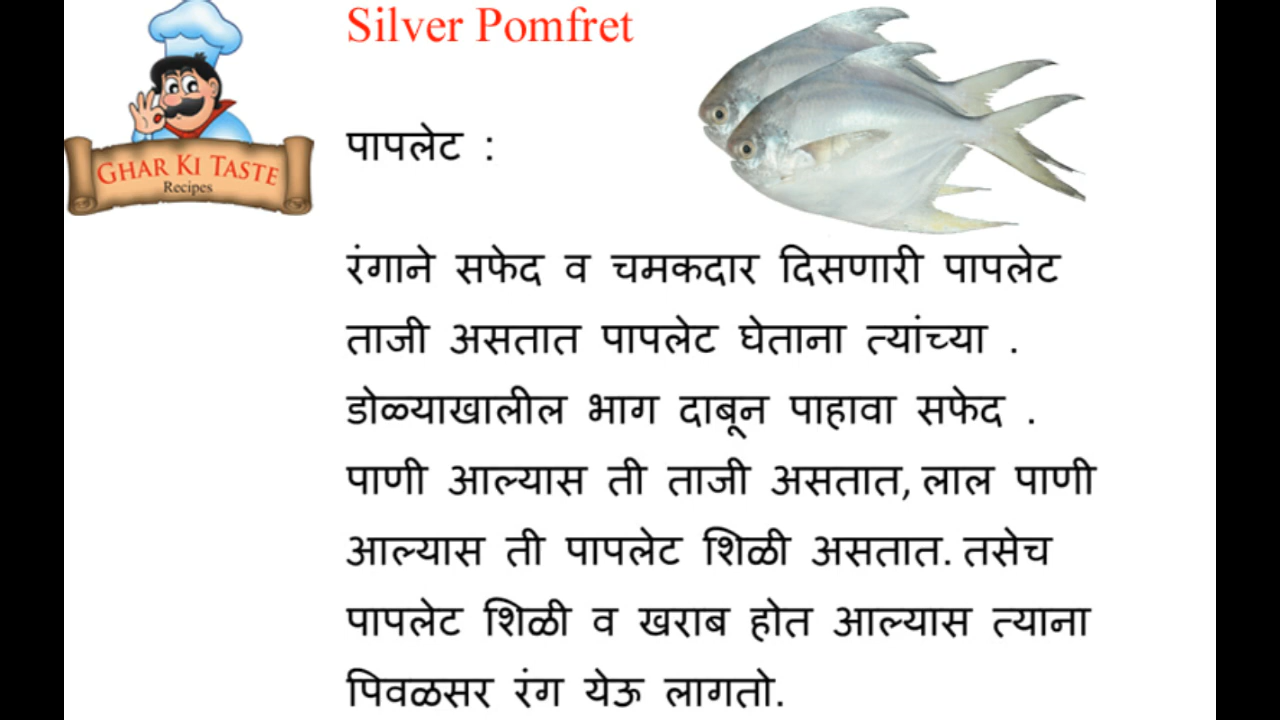 GHAR KI TASTE
Recipes
Silver Pomfret
पापलेट :
रंगाने सफेद व चमकदार दिसणारी पापलेट
ताजी असतात पापलेट घेताना त्यांच्या .
डोळ्याखालील भाग दाबून पाहावा सफेद .
पाणी आल्यास ती ताजी असतात, लाल पाणी
आल्यास ती पापलेट शिळी असतात. तसेच
पापलेट शिळी व खराब होत आल्यास त्याना
पिवळसर रंग येऊ लागतो.